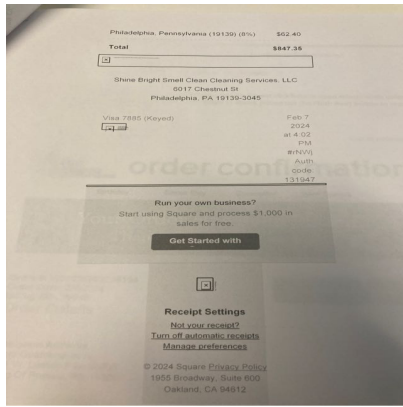 Philadelphia, Pennsylvania (19139) (8%) $62.40
Total $847.35
Shine Bright Smell Clean Cleaning Services, LLC
6017 Chestnut St
Philadelphia, PA 19139-3045
Visa 7885 (Keyed) Feb 7
2024
at 4:02
PM
#rNWj
Auth
code:
131947
order confirmation
Run your own business?
Start using Square and process $1,000 in
sales for free.
Get Started with
Receipt Settings
Not your receipt?
Turn off automatic receipts
Manage preferences
© 2024 Square Privacy Policy
1955 Broadway, Suite 600
Oakland, CA 94612